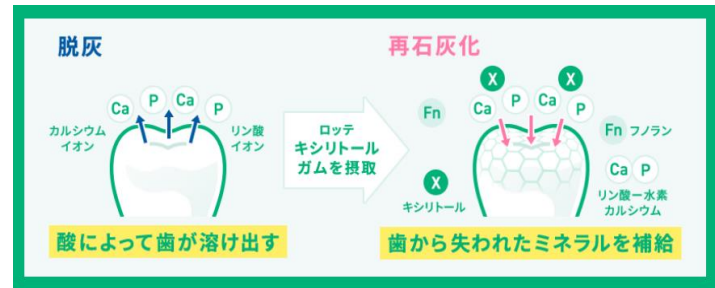 脱灰
Ca P Ca P
カルシウム
イオン
リン酸
イオン
酸によって歯が溶け出す
ロッテ
キシリトール
ガムを摂取
再石灰化
X X
Fn Ca P Ca P
Fn フノラン
Ca P
リン酸一水素
カルシウム
X
キシリトール
歯から失われたミネラルを補給